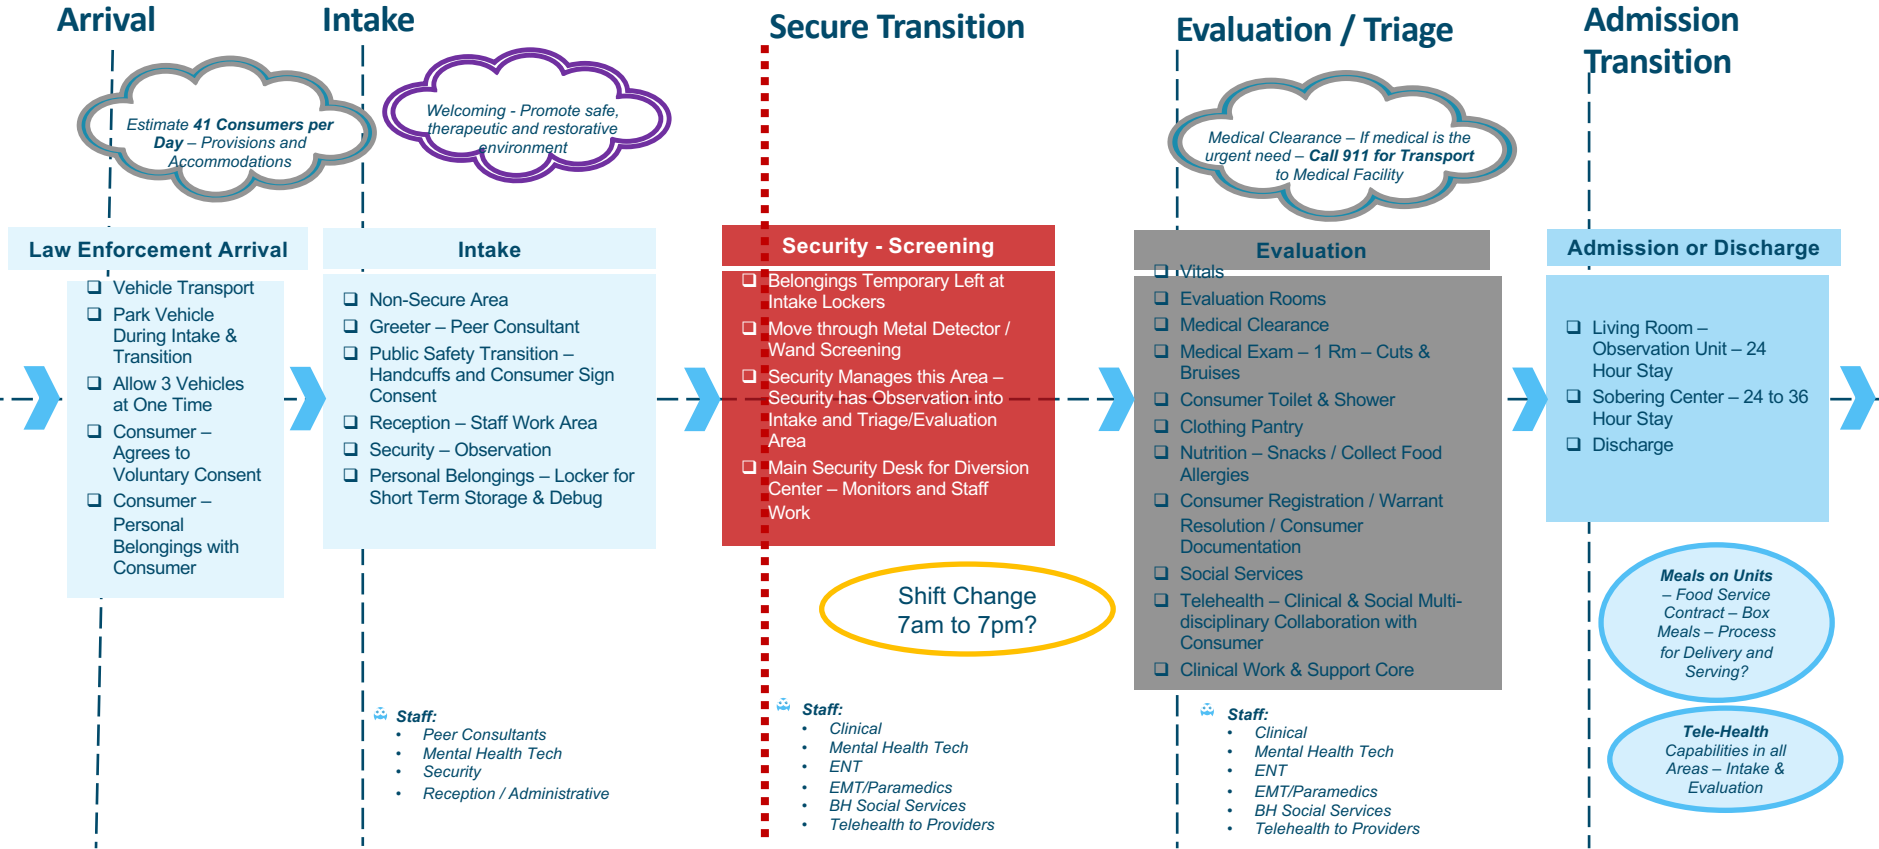 Arrival
Intake
Secure Transition
Evaluation / Triage
Admission
Transition
Estimate 41 Consumers per
Day – Provisions and
Accommodations
Welcoming - Promote safe,
therapeutic and restorative
environment
Medical Clearance – If medical is the
urgent need – Call 911 for Transport
to Medical Facility
Law Enforcement Arrival
❑ Vehicle Transport
❑ Park Vehicle
During Intake &
Transition
❑ Allow 3 Vehicles
at One Time
❑ Consumer –
Agrees to
Voluntary Consent
❑ Consumer –
Personal
Belongings with
Consumer
Intake
❑ Non-Secure Area
❑ Greeter – Peer Consultant
❑ Public Safety Transition –
Handcuffs and Consumer Sign
Consent
❑ Reception – Staff Work Area
❑ Security – Observation
❑ Personal Belongings – Locker for
Short Term Storage & Debug
Staff:
• Peer Consultants
• Mental Health Tech
• Security
• Reception / Administrative
Security - Screening
❑ Belongings Temporary Left at
Intake Lockers
❑ Move through Metal Detector /
Wand Screening
❑ Security Manages this Area –
Security has Observation into
Intake and Triage/Evaluation
Area
❑ Main Security Desk for Diversion
Center – Monitors and Staff
Work
Shift Change
7am to 7pm?
Staff:
• Clinical
• Mental Health Tech
• ENT
• EMT/Paramedics
• BH Social Services
• Telehealth to Providers
Evaluation
❑ Vitals
❑ Evaluation Rooms
❑ Medical Clearance
❑ Medical Exam – 1 Rm – Cuts &
Bruises
❑ Consumer Toilet & Shower
❑ Clothing Pantry
❑ Nutrition – Snacks / Collect Food
Allergies
❑ Consumer Registration / Warrant
Resolution / Consumer
Documentation
❑ Social Services
❑ Telehealth – Clinical & Social Multi-
disciplinary Collaboration with
Consumer
❑ Clinical Work & Support Core
Staff:
• Clinical
• Mental Health Tech
• ENT
• EMT/Paramedics
• BH Social Services
• Telehealth to Providers
Admission or Discharge
❑ Living Room –
Observation Unit – 24
Hour Stay
❑ Sobering Center – 24 to 36
Hour Stay
❑ Discharge
Meals on Units
– Food Service
Contract – Box
Meals – Process
for Delivery and
Serving?
Tele-Health
Capabilities in all
Areas – Intake &
Evaluation